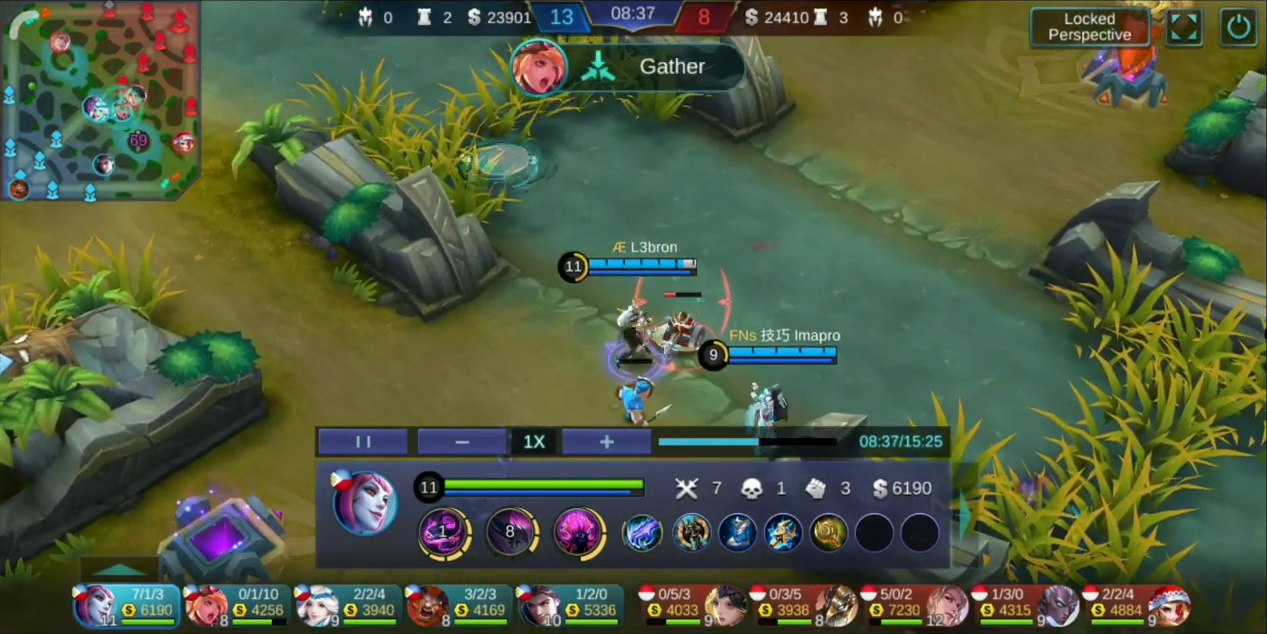 0 2 $ 23901 13 08:37 8 $ 24410 3 0
Locked
Perspective
Gather
69
Æ L3bron
11
FNs 技巧 Imapro
9
1X
08:37/15:25
11 7 1 3 $ 6190
1 8
7/1/3 0/1/10 2/2/4 3/2/3 1/2/0 0/5/3 0/3/5 5/0/2 1/3/0 2/2/4
S 6190 S 4256 S 3940 S 4169 S 5336 S 4033 S 3936 S 7230 S 4315 S 4884
11 8 9 8 10 9 8 12 9 9